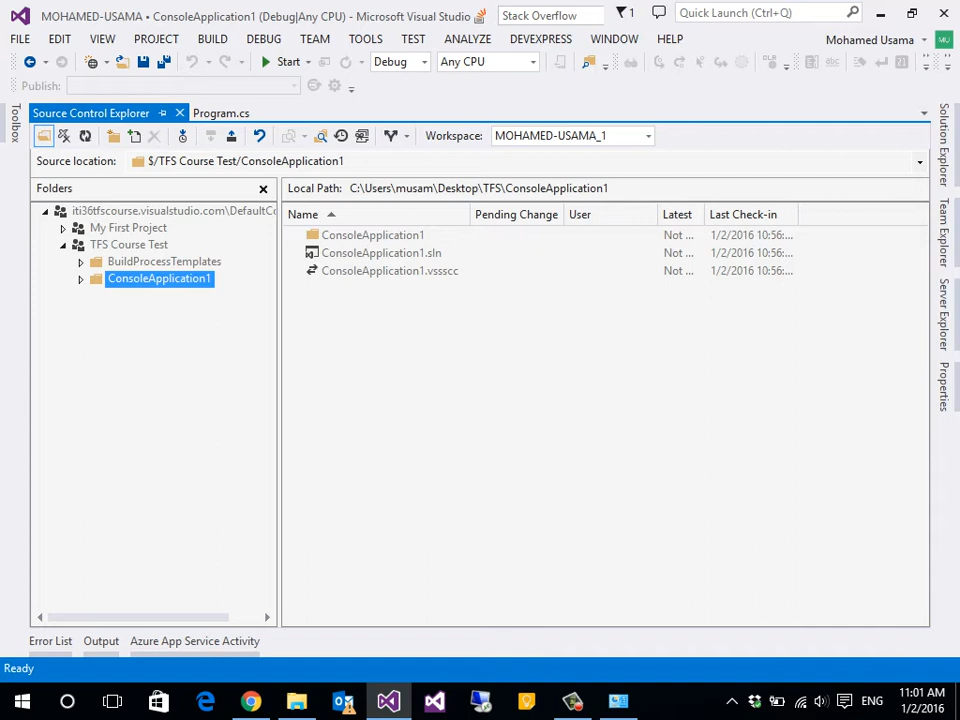 MOHAMED-USAMA • ConsoleApplication1 (Debug|Any CPU) - Microsoft Visual Studio
Stack Overflow
1
Quick Launch (Ctrl+Q)
FILE EDIT VIEW PROJECT BUILD DEBUG TEAM TOOLS TEST ANALYZE DEVEXPRESS WINDOW HELP
Mohamed Usama MU
Start Debug Any CPU
Publish:
Toolbox
Source Control Explorer Program.cs
Workspace: MOHAMED-USAMA_1
Source location: $/TFS Course Test/ConsoleApplication1
Folders
Local Path: C:\Users\musam\Desktop\TFS\ConsoleApplication1
iti36tfscourse.visualstudio.com\DefaultCo
My First Project
TFS Course Test
BuildProcessTemplates
ConsoleApplication1
Name Pending Change User Latest Last Check-in
ConsoleApplication1 Not ... 1/2/2016 10:56:...
ConsoleApplication1.sln Not ... 1/2/2016 10:56:...
ConsoleApplication1.vssscc Not ... 1/2/2016 10:56:...
Solution Explorer
Team Explorer
Server Explorer
Properties
Error List Output Azure App Service Activity
Ready
ENG
11:01 AM
1/2/2016